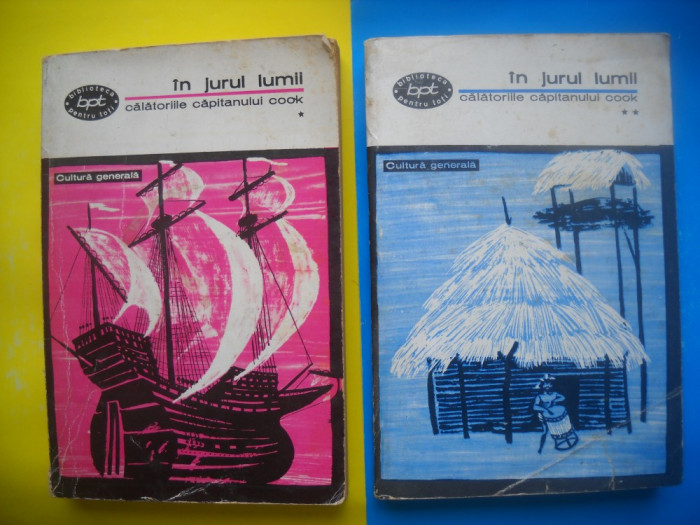 biblioteca
bpt
pentru toți
în jurul lumii
călătoriile căpitanului cook
*
Cultură generală
biblioteca
bpt
pentru toți
în jurul lumii
călătoriile căpitanului cook
**
Cultură generală